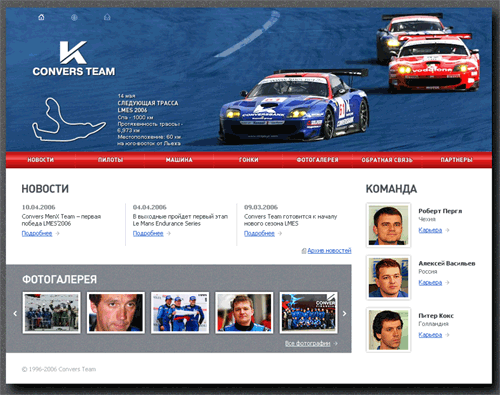 CONVERS TEAM
14 мая
СЛЕДУЮЩАЯ ТРАССА
LMES 2006
Спа - 1000 км
Протяженность трассы -
6,973 км
Местоположение: 60 км
на юго-восток от Льежа
vodafone
НОВОСТИ ПИЛОТЫ МАШИНА ГОНКИ ФОТОГАЛЕРЕЯ ОБРАТНАЯ СВЯЗЬ ПАРТНЕРЫ
НОВОСТИ
10.04.2006
Convers MenX Team – первая
победа LMES'2006
Подробнее
04.04.2006
В выходные пройдет первый этап
Le Mans Endurance Series
Подробнее
09.03.2006
Convers Team готовится к началу
нового сезона LMES
Подробнее
Архив новостей
ФОТОГАЛЕРЕЯ
Все фотографии
КОМАНДА
Роберт Пергл
Чехия
Карьера
Алексей Васильев
Россия
Карьера
Питер Кокс
Голландия
Карьера
© 1996-2006 Convers Team